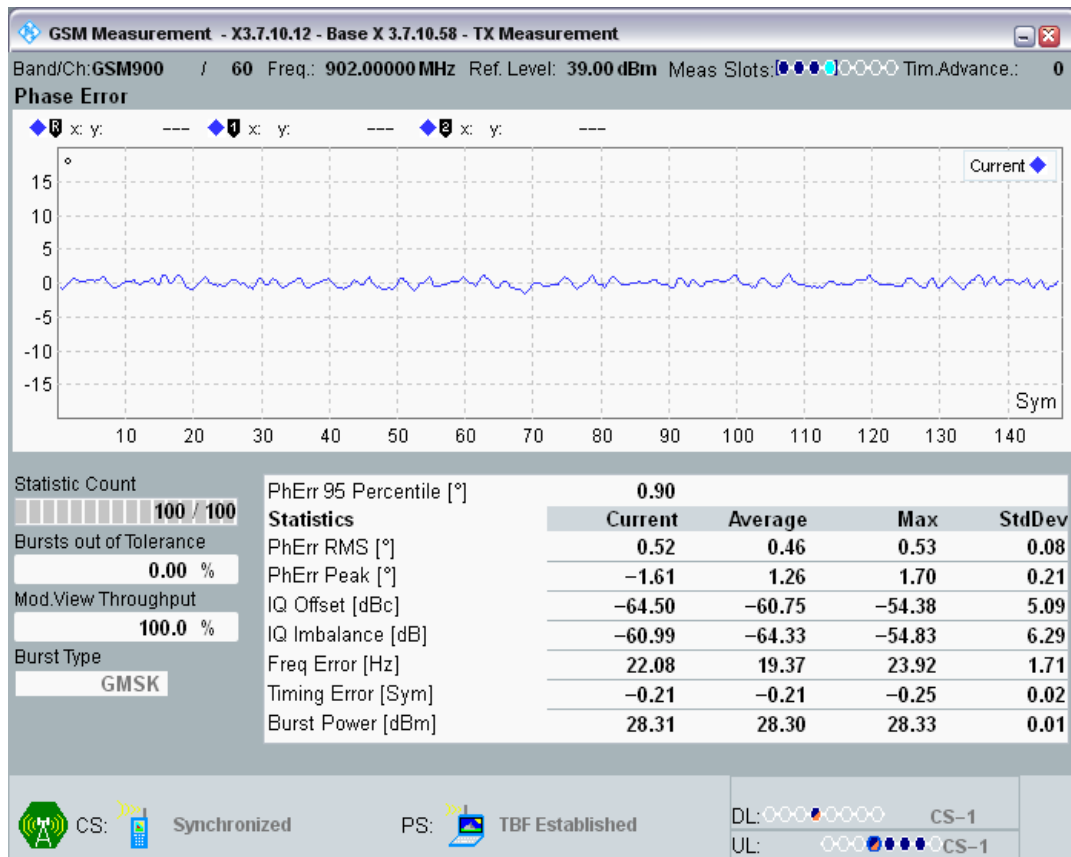 GSM Measurement - X3.7.10.12 - Base X 3.7.10.58 - TX Measurement
Band/Ch:GSM900 / 60 Freq.: 902.00000 MHz Ref. Level: 39.00 dBm Meas Slots: Tim.Advance.: 0
Phase Error
R x: y: --- 1 x: y: --- 2 x: y: ---
°
Current
15
10
5
0
-5
-10
-15
Sym
10 20 30 40 50 60 70 80 90 100 110 120 130 140
Statistic Count
100 / 100
Bursts out of Tolerance
0.00 %
Mod.View Throughput
100.0 %
Burst Type
GMSK
PhErr 95 Percentile [°] 0.90
Statistics Current Average Max StdDev
PhErr RMS [°] 0.52 0.46 0.53 0.08
PhErr Peak [°] −1.61 1.26 1.70 0.21
IQ Offset [dBc] −64.50 −60.75 −54.38 5.09
IQ Imbalance [dB] −60.99 −64.33 −54.83 6.29
Freq Error [Hz] 22.08 19.37 23.92 1.71
Timing Error [Sym] −0.21 −0.21 −0.25 0.02
Burst Power [dBm] 28.31 28.30 28.33 0.01
CS: Synchronized PS: TBF Established
DL: CS−1
UL: CS−1